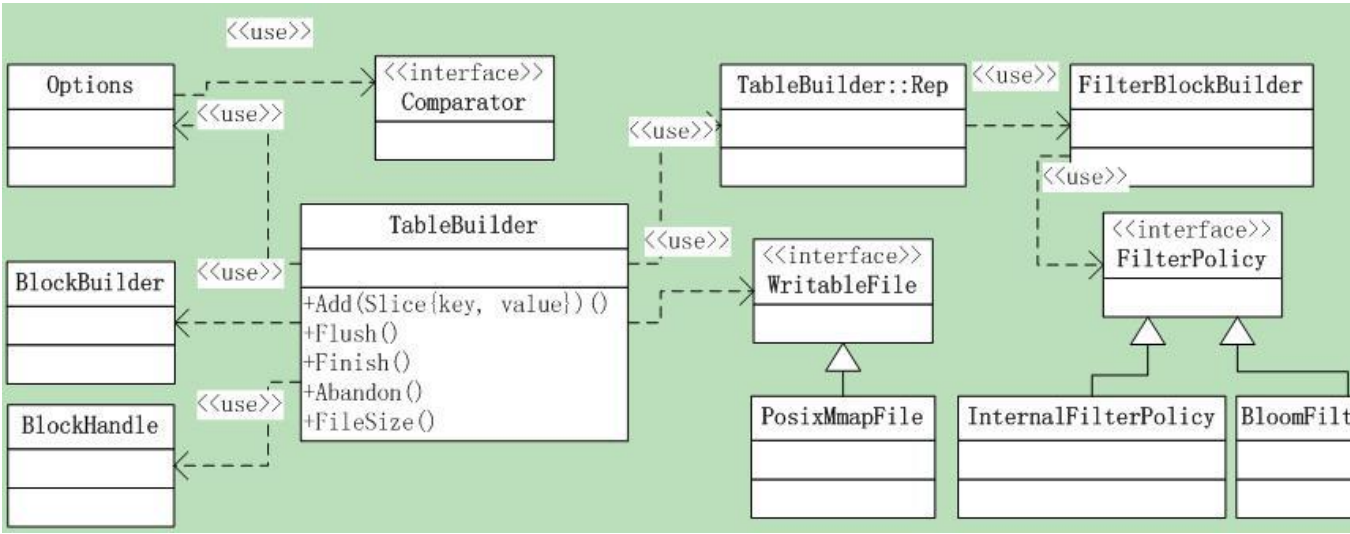 <<use>>
Options
<<interface>>
Comparator
<<use>>
TableBuilder::Rep
<<use>>
FilterBlockBuilder
<<use>>
<<use>>
TableBuilder
+Add(Slice{key, value})()
+Flush()
+Finish()
+Abandon()
+FileSize()
<<use>>
<<interface>>
WritableFile
<<interface>>
FilterPolicy
BlockBuilder
<<use>>
BlockHandle
<<use>>
PosixMmapFile
InternalFilterPolicy
BloomFilt